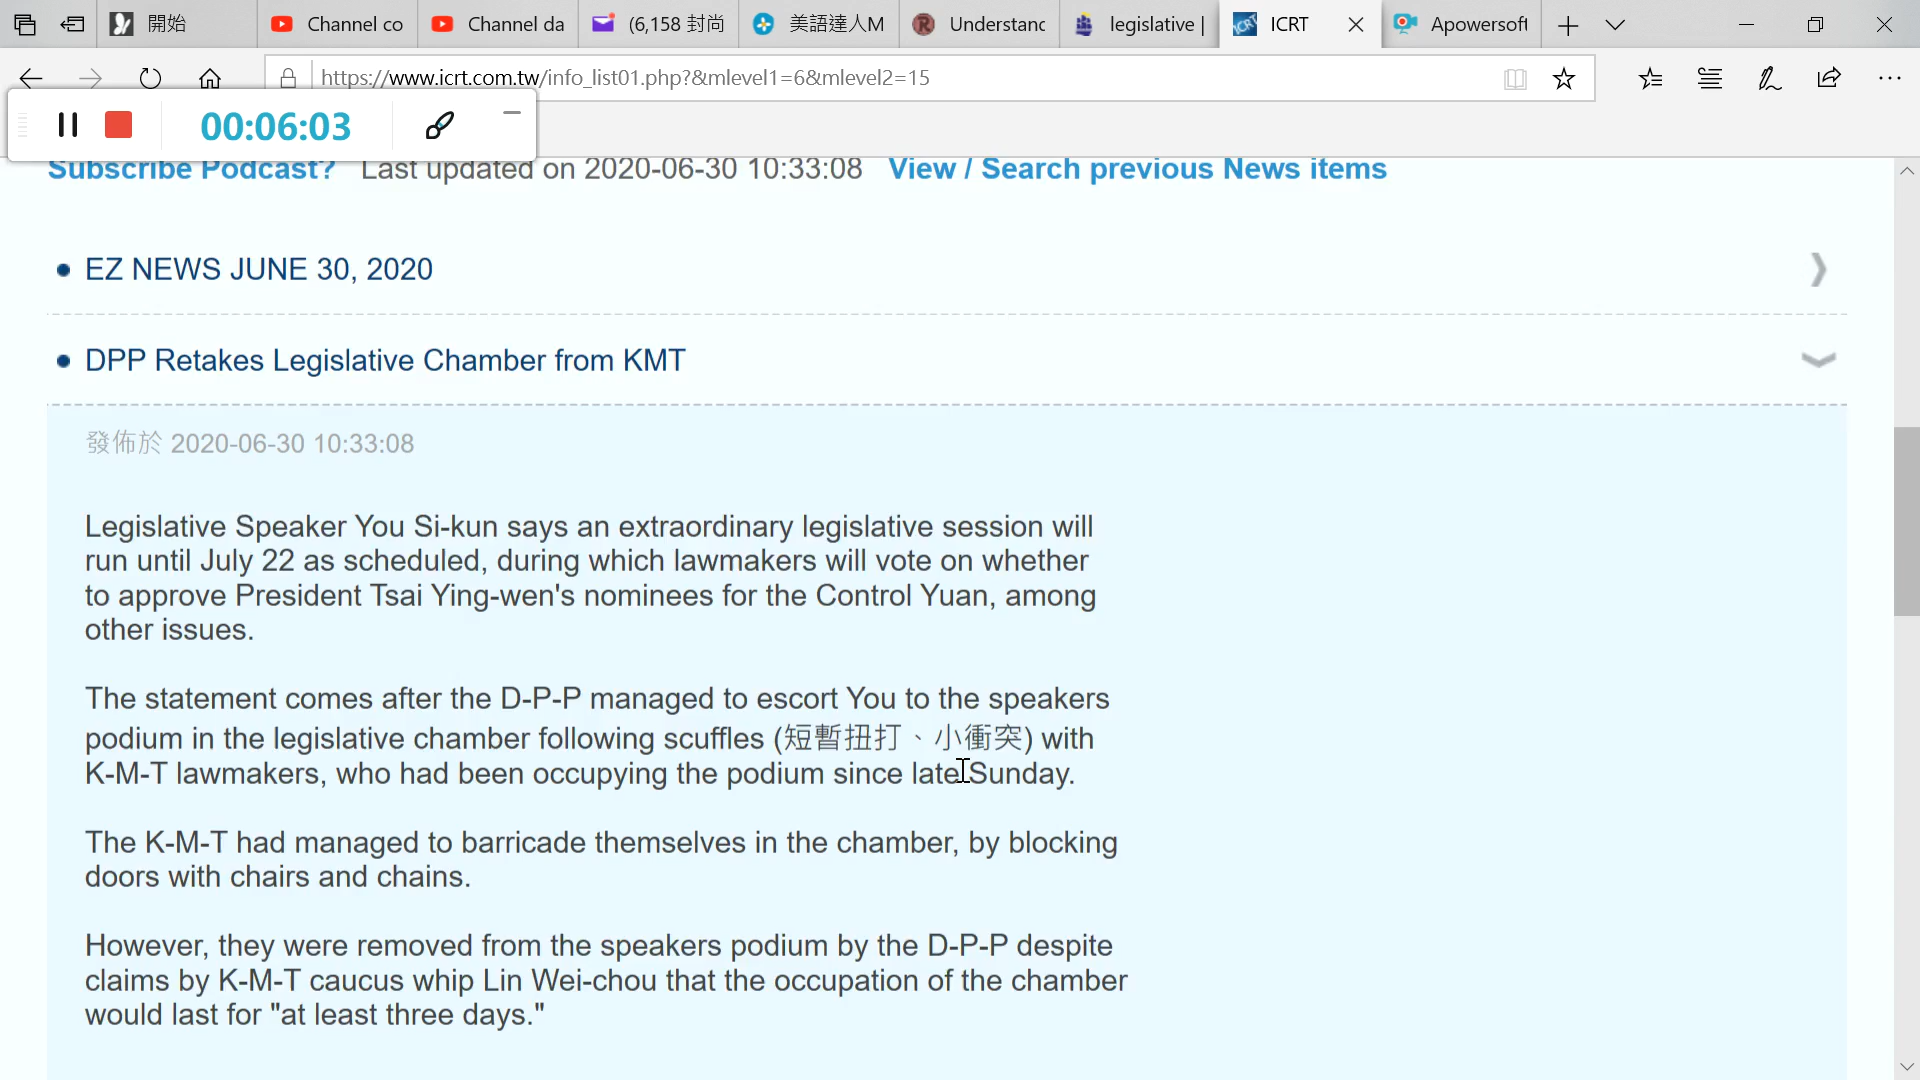 開始
Channel co
Channel da
(6,158 封尚
美語達人M
Understanc
legislative |
ICRT
Apowersoft
https://www.icrt.com.tw/info_list01.php?&mlevel1=6&mlevel2=15
00:06:03
Subscribe Podcast? Last updated on 2020-06-30 10:33:08 View / Search previous News items
EZ NEWS JUNE 30, 2020
DPP Retakes Legislative Chamber from KMT
發佈於 2020-06-30 10:33:08
Legislative Speaker You Si-kun says an extraordinary legislative session will
run until July 22 as scheduled, during which lawmakers will vote on whether
to approve President Tsai Ying-wen's nominees for the Control Yuan, among
other issues.
The statement comes after the D-P-P managed to escort You to the speakers
podium in the legislative chamber following scuffles (短暫扭打、小衝突) with
K-M-T lawmakers, who had been occupying the podium since late Sunday.
The K-M-T had managed to barricade themselves in the chamber, by blocking
doors with chairs and chains.
However, they were removed from the speakers podium by the D-P-P despite
claims by K-M-T caucus whip Lin Wei-chou that the occupation of the chamber
would last for "at least three days."